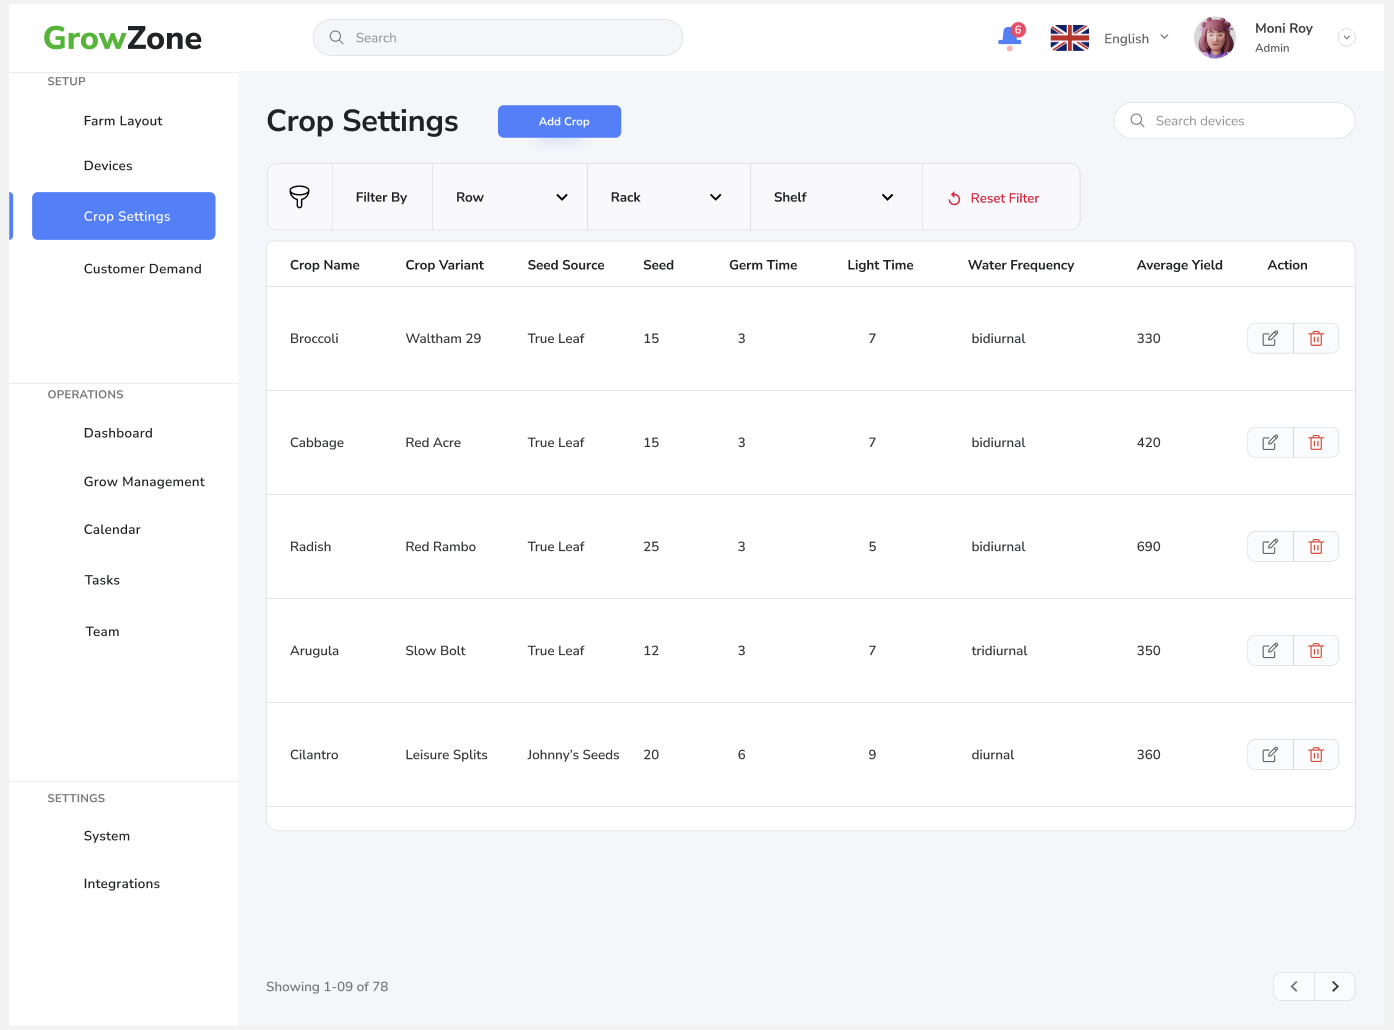 GrowZone
Search
6
English
Moni Roy
Admin
SETUP
Farm Layout
Devices
Crop Settings
Customer Demand
OPERATIONS
Dashboard
Grow Management
Calendar
Tasks
Team
SETTINGS
System
Integrations
Crop Settings
Add Crop
Search devices
Filter By Row Rack Shelf Reset Filter
Crop Name Crop Variant Seed Source Seed Germ Time Light Time Water Frequency Average Yield Action
Broccoli Waltham 29 True Leaf 15 3 7 bidiurnal 330
Cabbage Red Acre True Leaf 15 3 7 bidiurnal 420
Radish Red Rambo True Leaf 25 3 5 bidiurnal 690
Arugula Slow Bolt True Leaf 12 3 7 tridiurnal 350
Cilantro Leisure Splits Johnny’s Seeds 20 6 9 diurnal 360
Showing 1-09 of 78